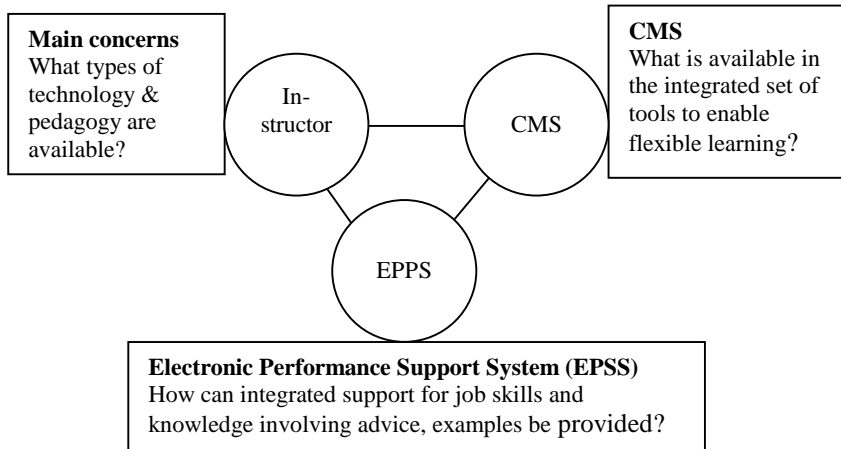 Main concerns
What types of
technology &
pedagogy are
available?
In-
structor
CMS
CMS
What is available in
the integrated set of
tools to enable
flexible learning?
EPPS
Electronic Performance Support System (EPSS)
How can integrated support for job skills and
knowledge involving advice, examples be provided?